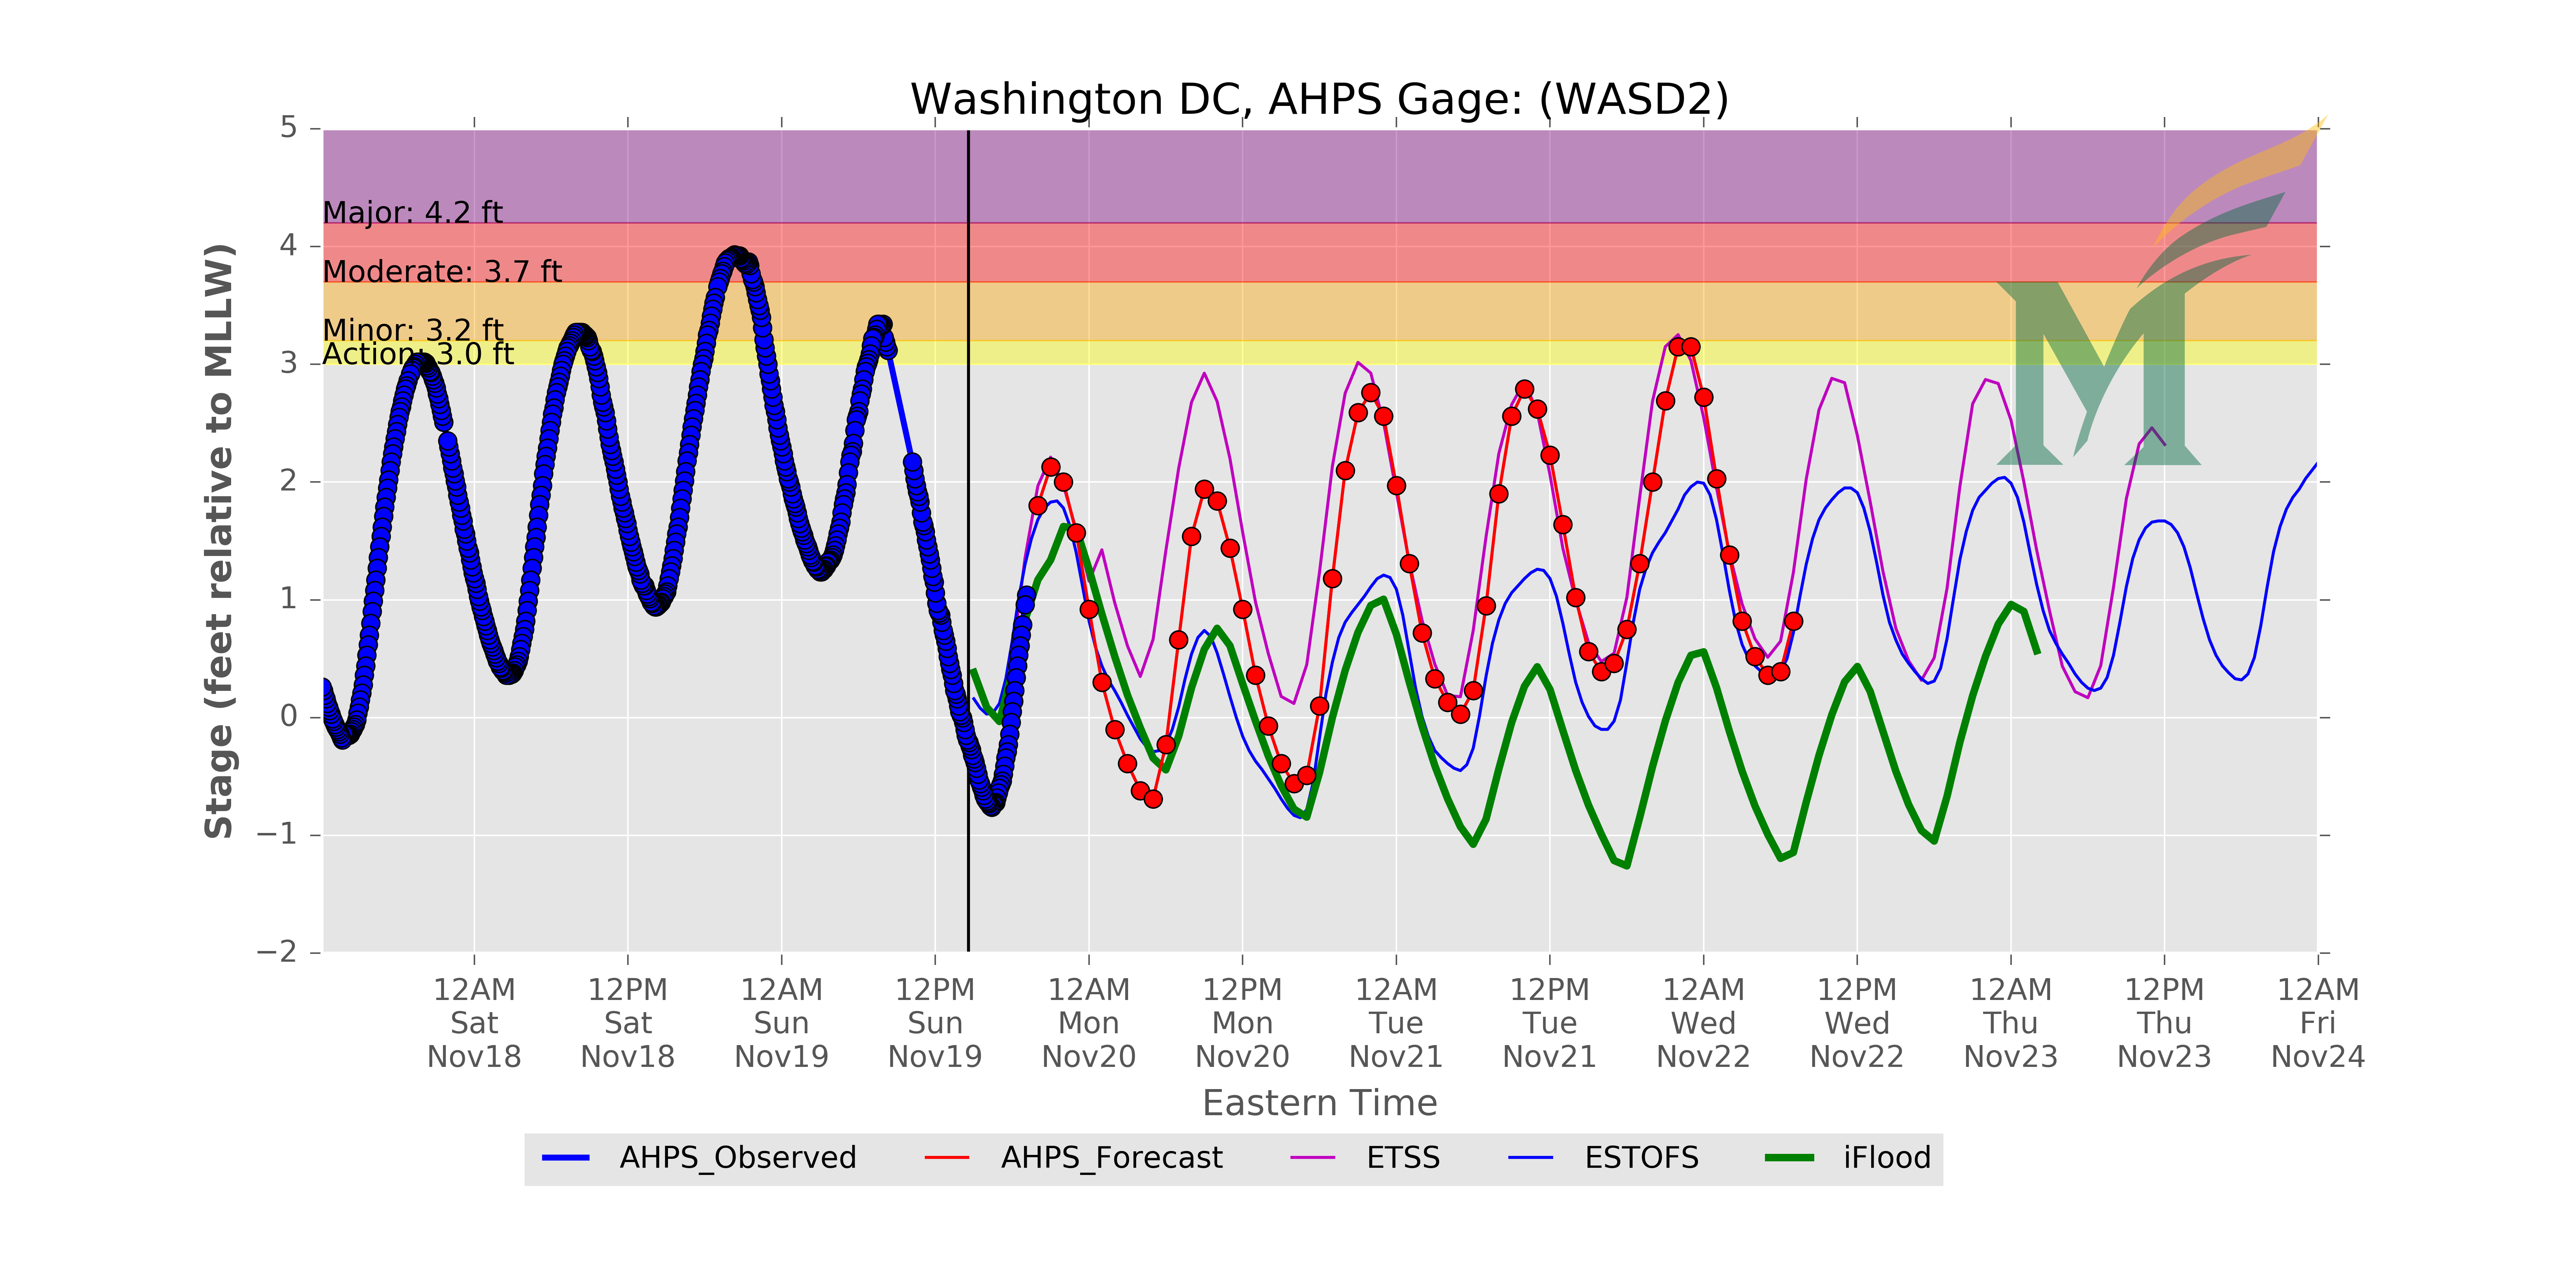 Washington DC, AHPS Gage: (WASD2)
Stage (feet relative to MLLW)
5
4
3
2
1
0
−1
−2
Major: 4.2 ft
Moderate: 3.7 ft
Minor: 3.2 ft
Action: 3.0 ft
12AM 12PM 12AM 12PM 12AM 12PM 12AM 12PM 12AM 12PM 12AM 12PM 12AM
Sat Sat Sun Sun Mon Mon Tue Tue Wed Wed Thu Thu Fri
Nov18 Nov18 Nov19 Nov19 Nov20 Nov20 Nov21 Nov21 Nov22 Nov22 Nov23 Nov23 Nov24
Eastern Time
AHPS_Observed AHPS_Forecast ETSS ESTOFS iFlood